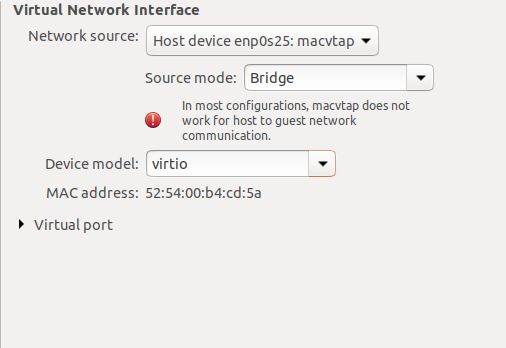 Virtual Network Interface
Network source: Host device enp0s25: macvtap
Source mode: Bridge
In most configurations, macvtap does not
work for host to guest network
communication.
Device model: virtio
MAC address: 52:54:00:b4:cd:5a
Virtual port